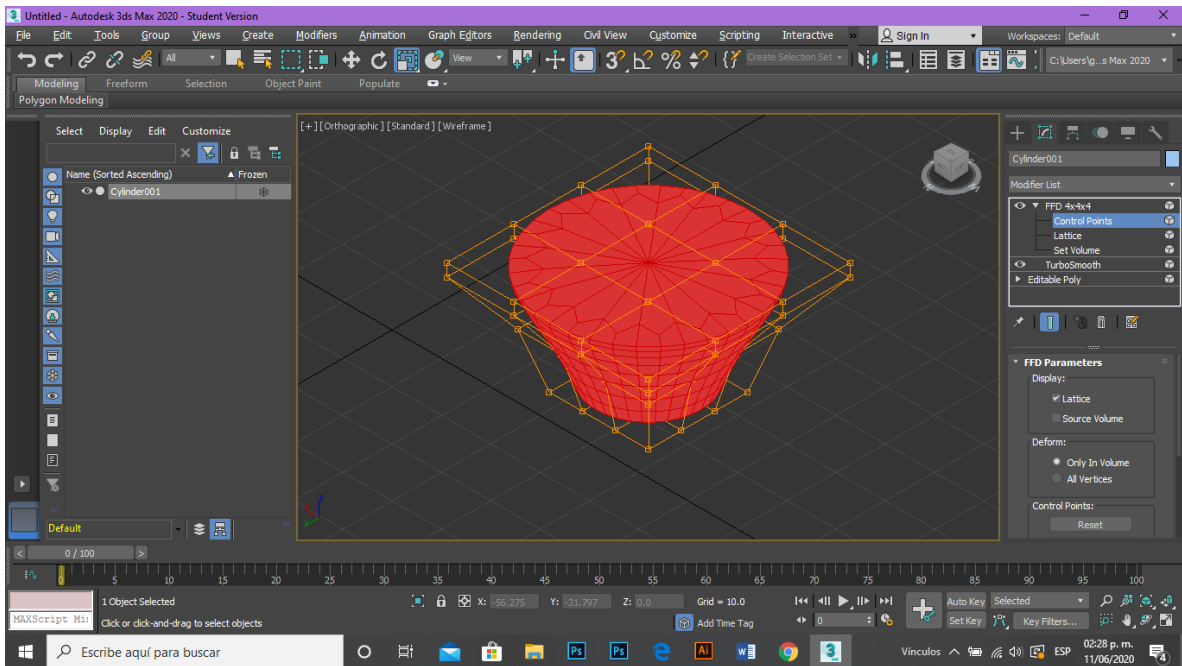 Untitled - Autodesk 3ds Max 2020 - Student Version
File Edit Tools Group Views Create Modifiers Animation Graph Editors Rendering Civil View Customize Scripting Interactive » Sign In Workspaces: Default
All View Create Selection Set C:\Users\g...s Max 2020
Modeling Freeform Selection Object Paint Populate
Polygon Modeling
Select Display Edit Customize
Name (Sorted Ascending) Frozen
Cylinder001
Default
[+] [Orthographic] [Standard] [Wireframe]
Cylinder001
Modifier List
FFD 4x4x4
Control Points
Lattice
Set Volume
TurboSmooth
Editable Poly
FFD Parameters
Display:
Lattice
Source Volume
Deform:
Only In Volume
All Vertices
Control Points:
Reset
< 0 / 100 >
0 5 10 15 20 25 30 35 40 45 50 55 60 65 70 75 80 85 90 95 100
1 Object Selected X: -56.275 Y: -31.797 Z: 0.0 Grid = 10.0 Auto Key Selected
MAXScript Mi Click or click-and-drag to select objects Add Time Tag 0 Set Key Key Filters...
Escribe aquí para buscar Ps Ps Ai 3 Vínculos ESP 02:28 p. m.
11/06/2020 4